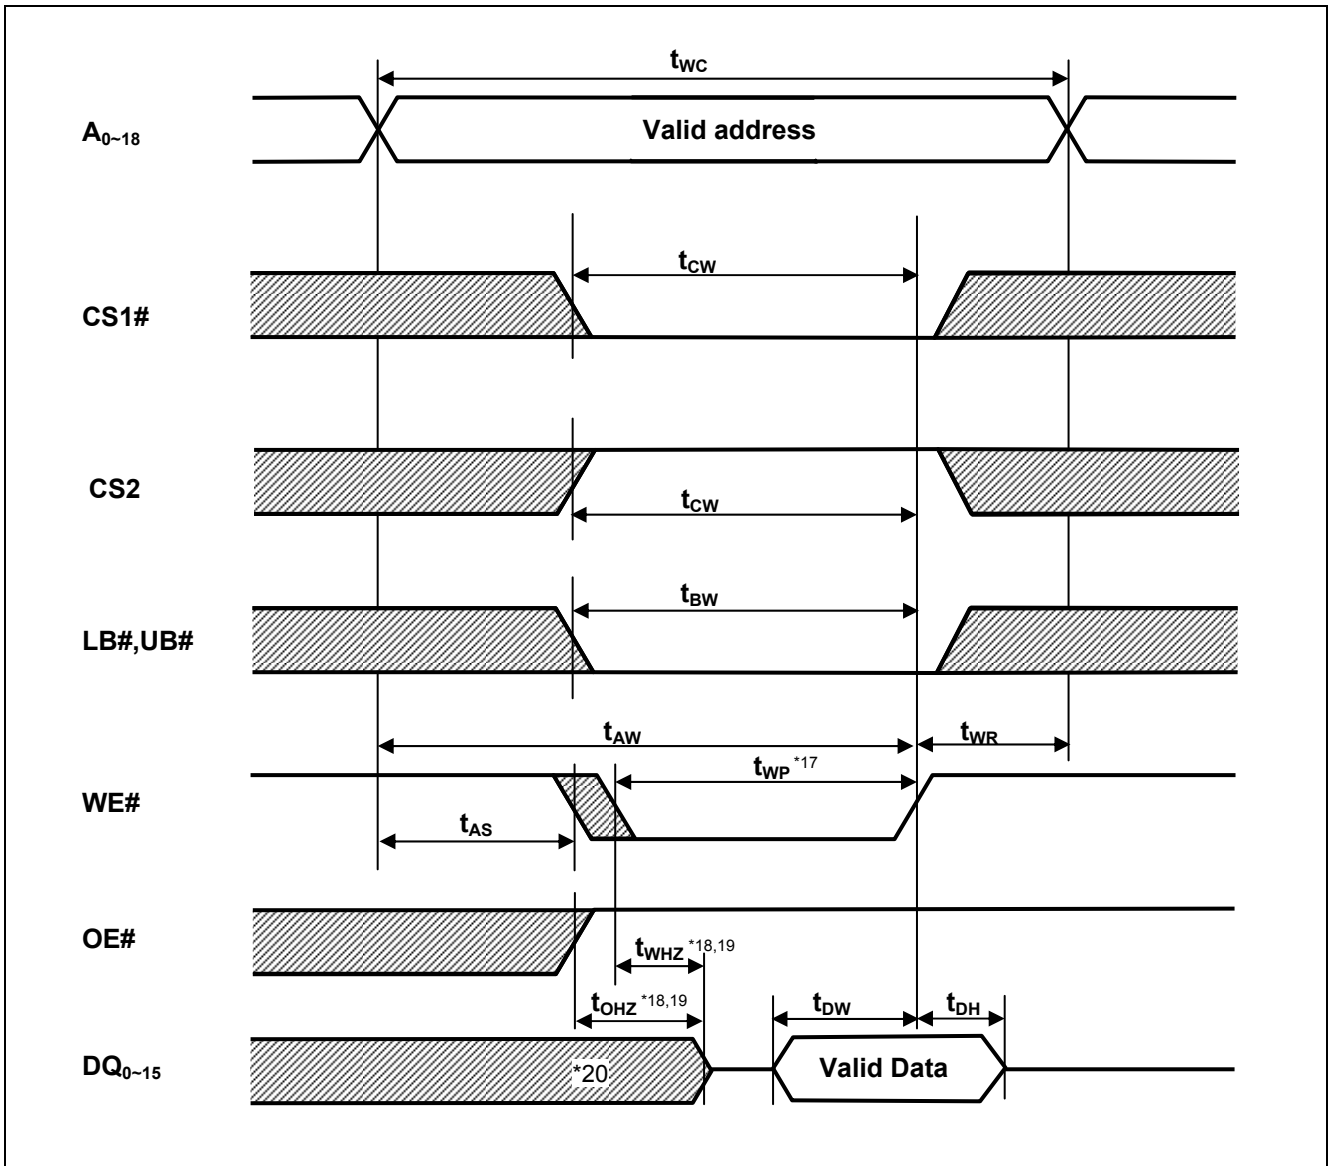 tWC
A0~18
Valid address
tCW
CS1#
CS2
tCW
tBW
LB#,UB#
tAW
tWR
tWP *17
WE#
tAS
OE#
tWHZ *18,19
tOHZ *18,19
tDW
tDH
DQ0~15
*20
Valid Data